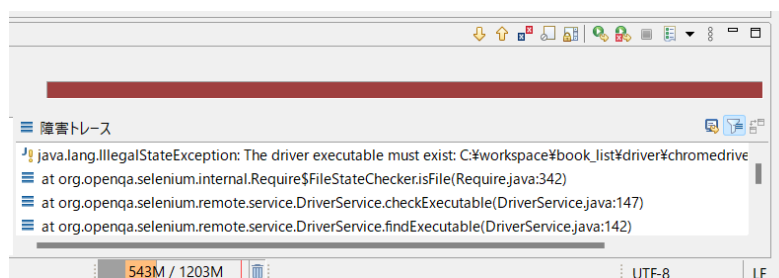 障害トレース
java.lang.IllegalStateException: The driver executable must exist: C:¥workspace¥book_list¥driver¥chromedrive
at org.openqa.selenium.internal.Require$FileStateChecker.isFile(Require.java:342)
at org.openqa.selenium.remote.service.DriverService.checkExecutable(DriverService.java:147)
at org.openqa.selenium.remote.service.DriverService.findExecutable(DriverService.java:142)
543M / 1203M UTF-8 LF